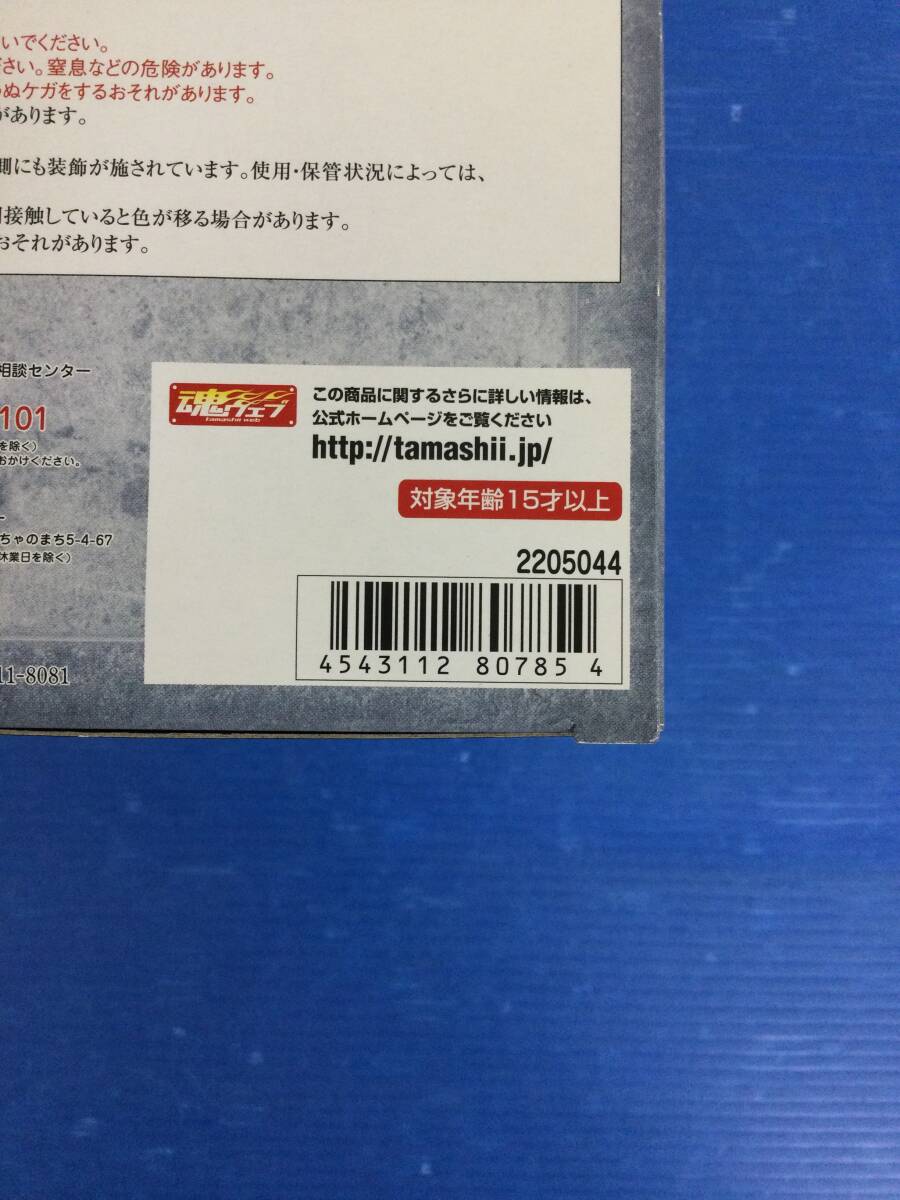 いでください。
ださい。窒息などの危険があります。
わぬケガをするおそれがあります。
があります。
側にも装飾が施されています。使用・保管状況によっては、
間接触していると色が移る場合があります。
おそれがあります。
相談センター
101
を除く)
おかけください。
ー
ちゃのまち5-4-67
休業日を除く)
11-8081
魂ウェブ
tamashii web
この商品に関するさらに詳しい情報は、
公式ホームページをご覧ください
http://tamashii.jp/
対象年齢15才以上
2205044
4543112 80785 4